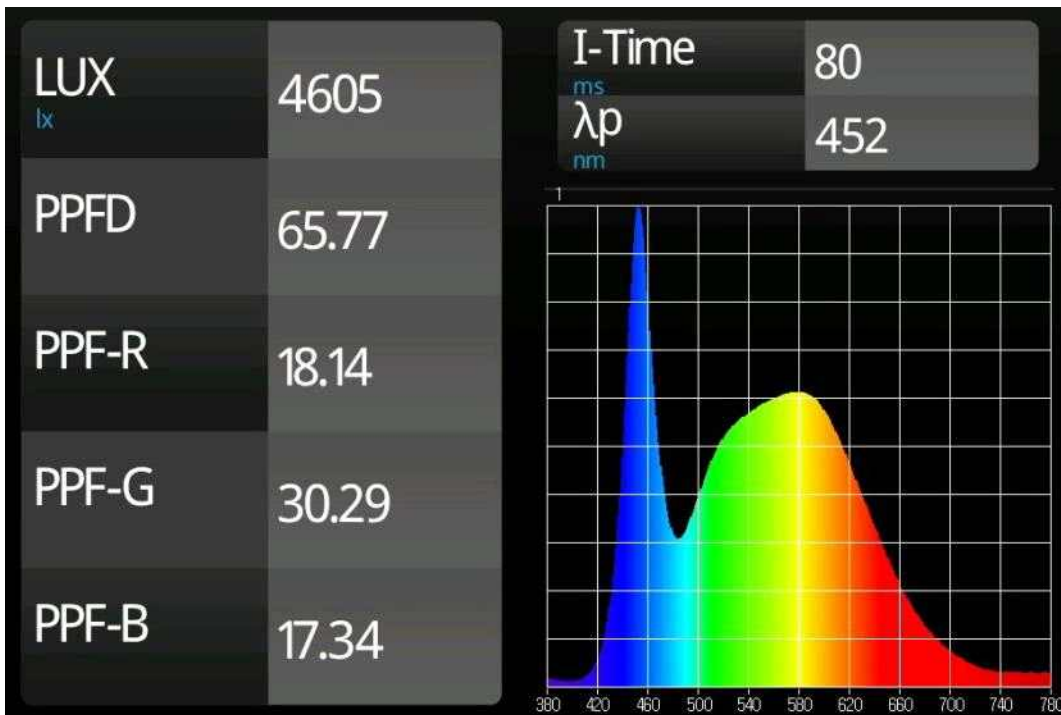 LUX
lx
4605
PPFD
65.77
PPF-R
18.14
PPF-G
30.29
PPF-B
17.34
I-Time
ms
80
λp
nm
452
1
380 420 460 500 540 580 620 660 700 740 780